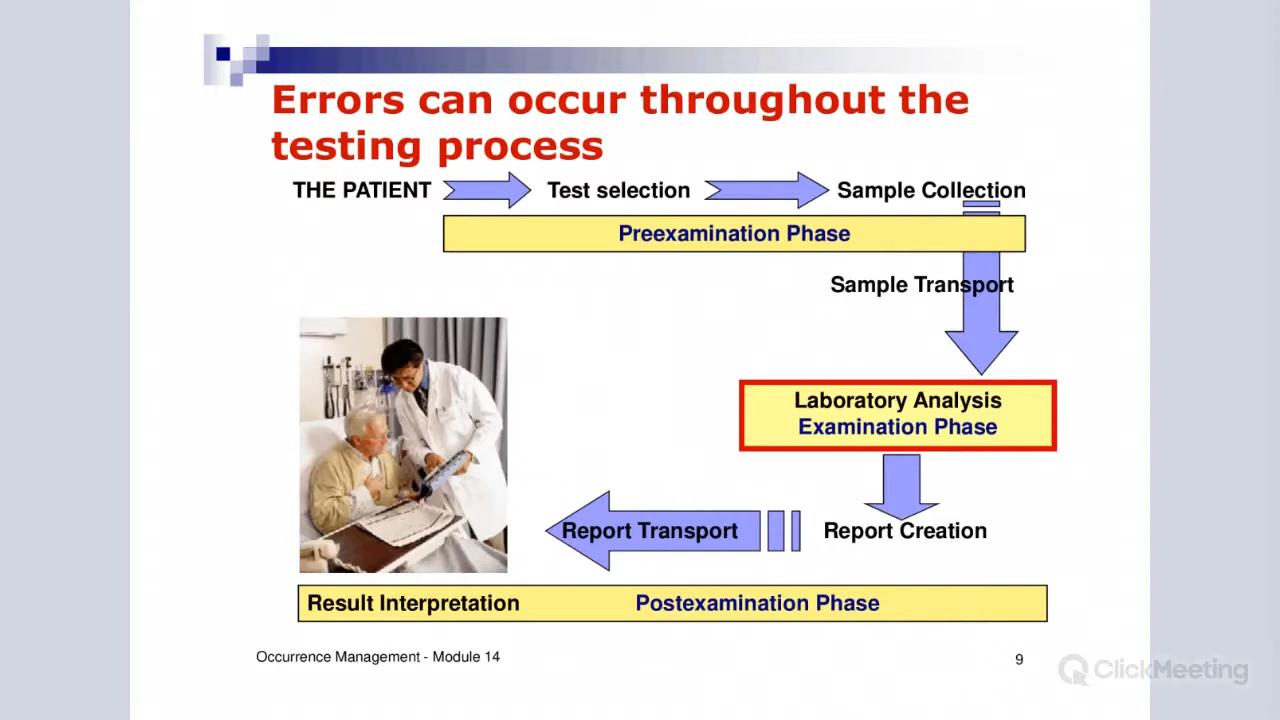 Errors can occur throughout the
testing process
THE PATIENT
Test selection
Sample Collection
Preexamination Phase
Sample Transport
Laboratory Analysis
Examination Phase
Report Transport
Report Creation
Result Interpretation
Postexamination Phase
Occurrence Management - Module 14
9
ClickMeeting